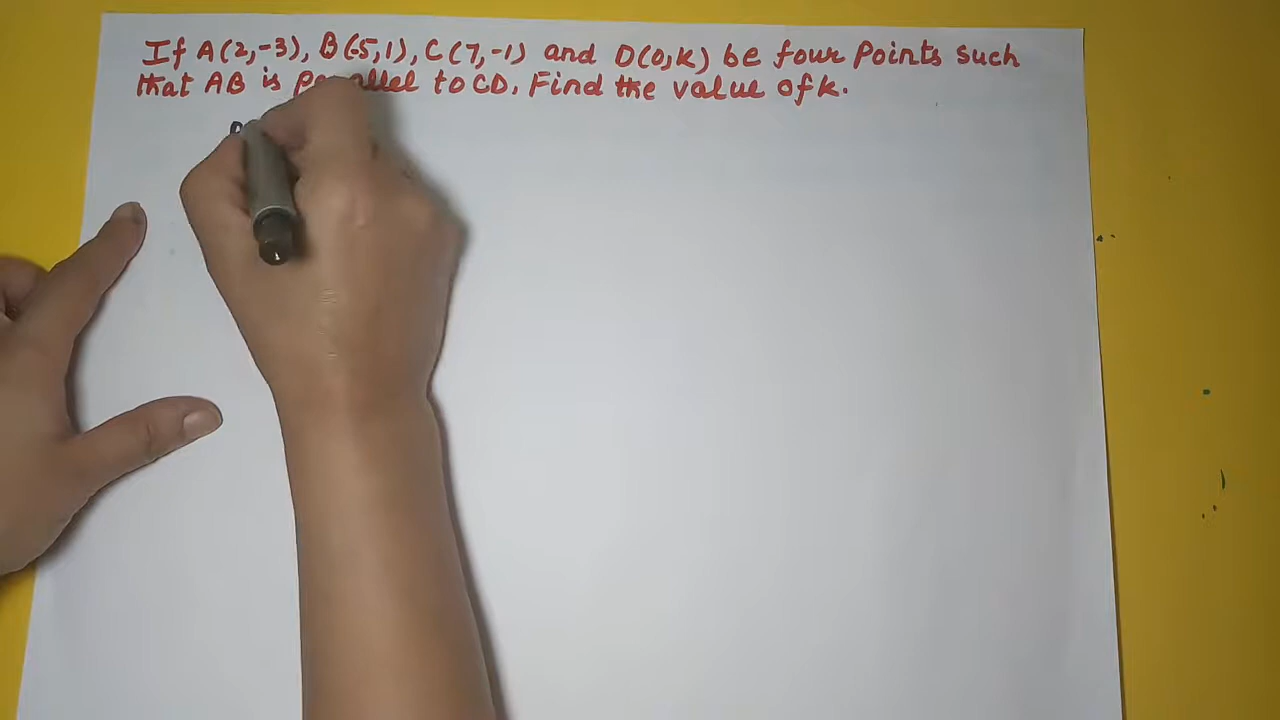 If A(2,-3), B(-5,1), C(7,-1) and D(0,K) be four Points such
that AB is parallel to CD. Find the value of k.